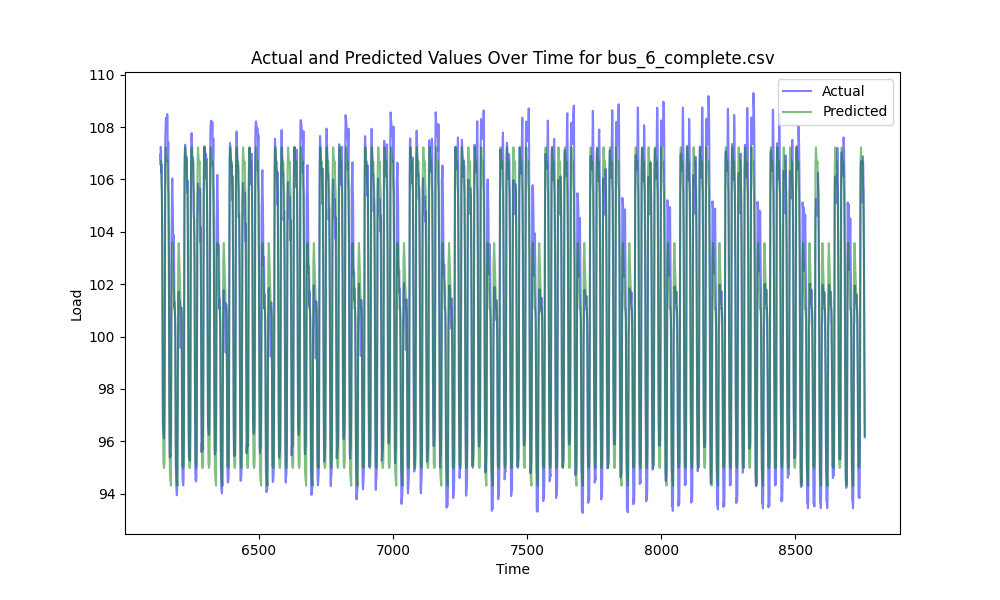 Actual and Predicted Values Over Time for bus_6_complete.csv
Actual
Predicted
110
108
106
104
102
100
98
96
94
Load
6500
7000
7500
8000
8500
Time